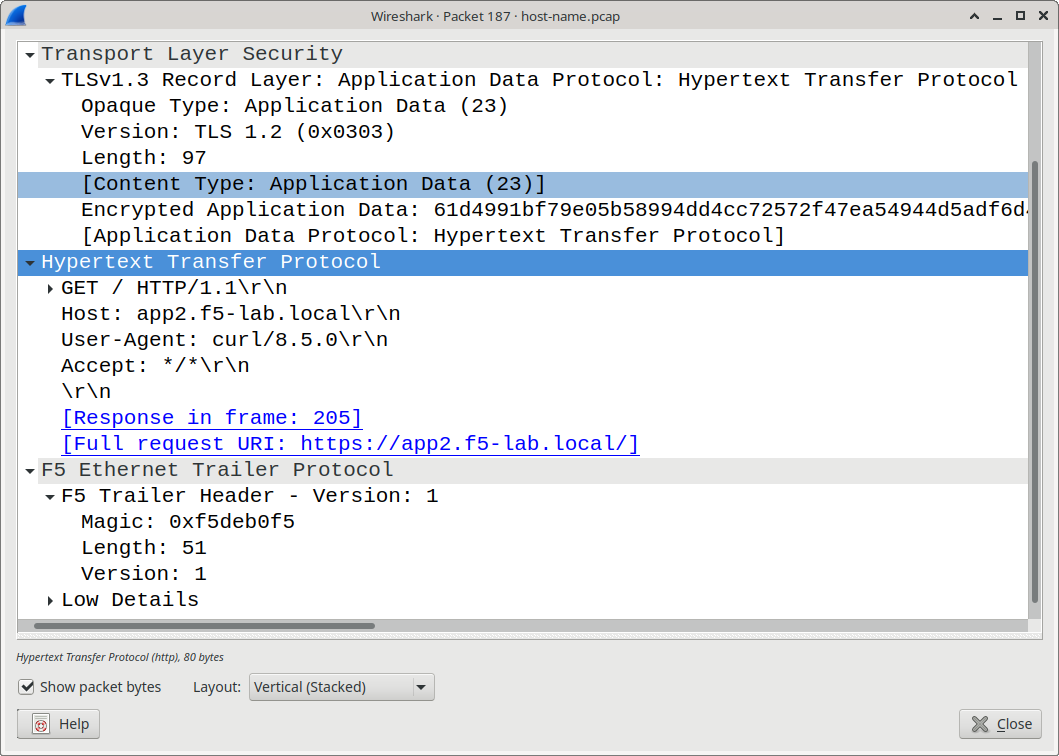 Wireshark · Packet 187 · host-name.pcap
Transport Layer Security
TLSv1.3 Record Layer: Application Data Protocol: Hypertext Transfer Protocol
Opaque Type: Application Data (23)
Version: TLS 1.2 (0x0303)
Length: 97
[Content Type: Application Data (23)]
Encrypted Application Data: 61d4991bf79e05b58994dd4cc72572f47ea54944d5adf6d
[Application Data Protocol: Hypertext Transfer Protocol]
Hypertext Transfer Protocol
GET / HTTP/1.1\r\n
Host: app2.f5-lab.local\r\n
User-Agent: curl/8.5.0\r\n
Accept: */*\r\n
\r\n
[Response in frame: 205]
[Full request URI: https://app2.f5-lab.local/]
F5 Ethernet Trailer Protocol
F5 Trailer Header - Version: 1
Magic: 0xf5deb0f5
Length: 51
Version: 1
Low Details
Hypertext Transfer Protocol (http), 80 bytes
Show packet bytes Layout: Vertical (Stacked)
Help Close